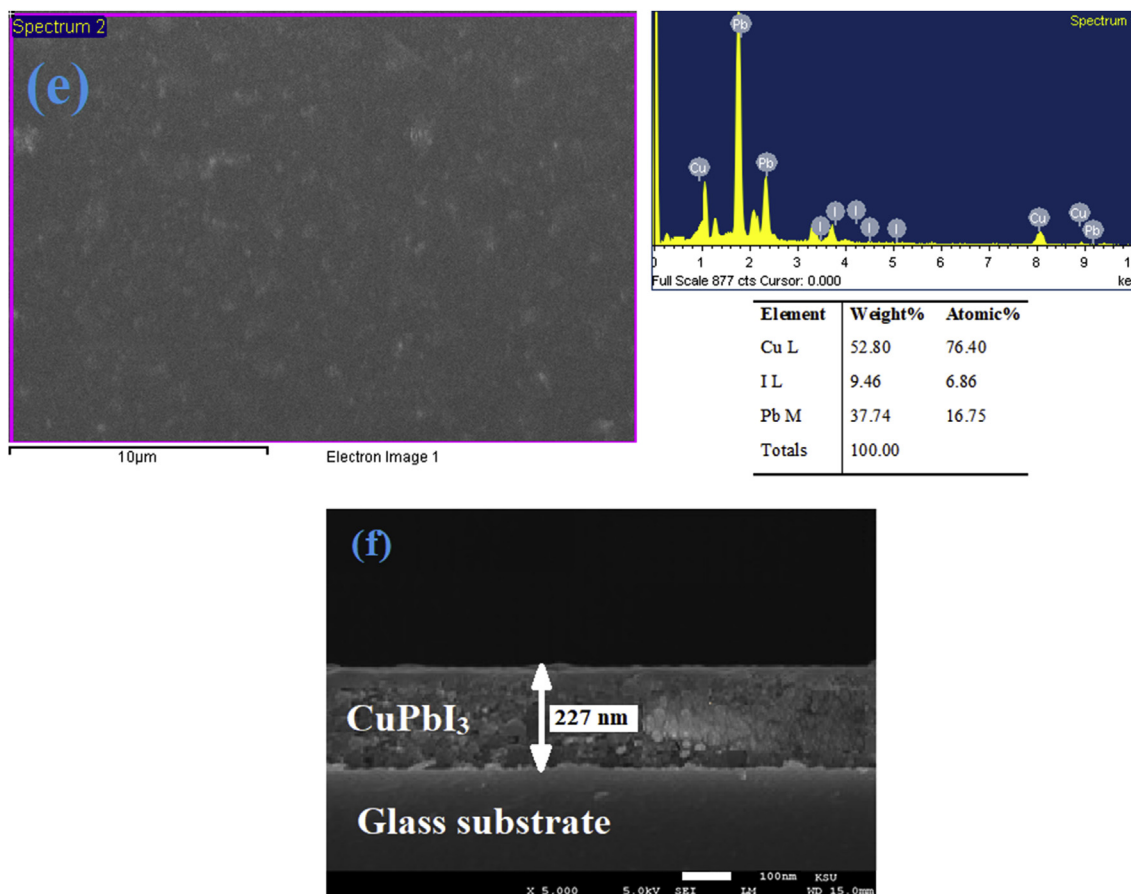 Spectrum 2
(e)
Spectrum
Pb
Cu
Pb
I
I
I
I
I
Cu
Cu
Pb
0 1 2 3 4 5 6 7 8 9 1
Full Scale 877 cts Cursor: 0.000 ke
Element Weight% Atomic%
Cu L 52.80 76.40
I L 9.46 6.86
Pb M 37.74 16.75
Totals 100.00
10µm Electron Image 1
(f)
CuPbI₃
227 nm
Glass substrate
100nm KSU
X 5,000 5.0kV SEI LM WD 15.0mm